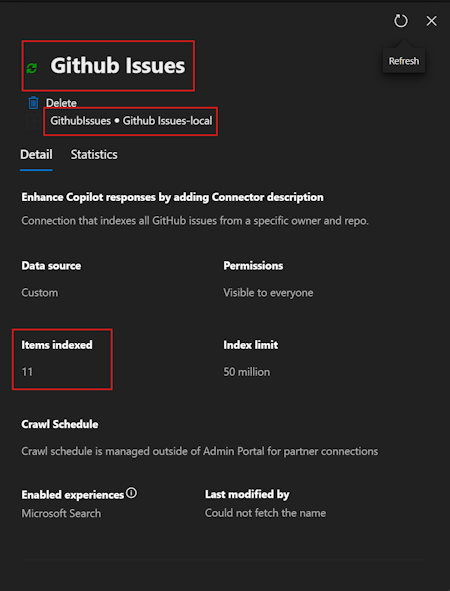 Refresh
Github Issues
Delete
GithubIssues • Github Issues-local
Detail Statistics
Enhance Copilot responses by adding Connector description
Connection that indexes all GitHub issues from a specific owner and repo.
Data source Permissions
Custom Visible to everyone
Items indexed Index limit
11 50 million
Crawl Schedule
Crawl schedule is managed outside of Admin Portal for partner connections
Enabled experiences Last modified by
Microsoft Search Could not fetch the name